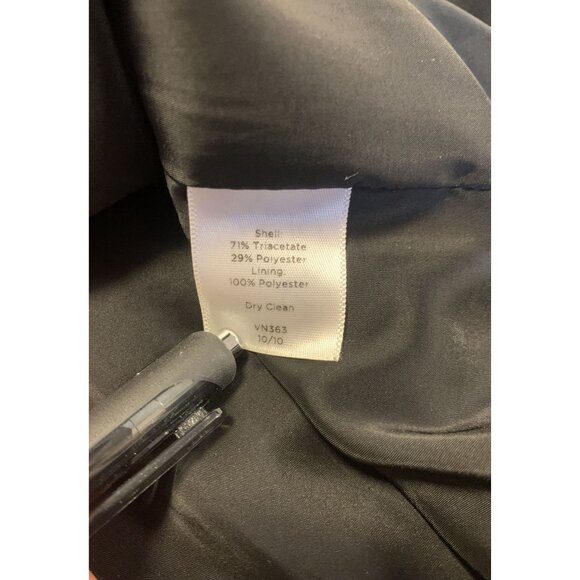 Shell:
71% Triacetate
29% Polyester
Lining:
100% Polyester
Dry Clean
VN363
10/10